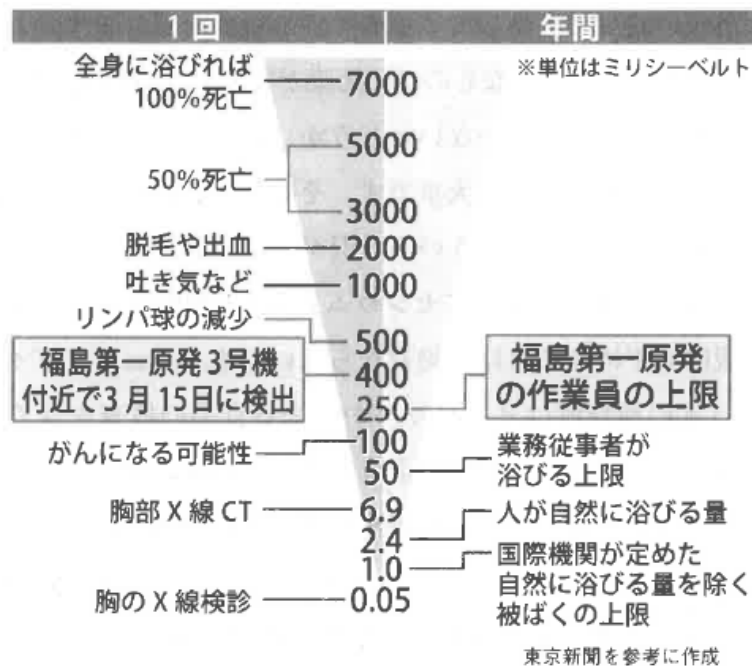 1回
年間
※単位はミリシーベルト
全身に浴びれば
100%死亡
7000
5000
50%死亡
3000
脱毛や出血
2000
吐き気など
1000
リンパ球の減少
500
福島第一原発3号機
付近で3月15日に検出
400
福島第一原発
の作業員の上限
250
がんになる可能性
100
業務従事者が
浴びる上限
50
胸部X線CT
6.9
人が自然に浴びる量
2.4
国際機関が定めた
自然に浴びる量を除く
被ばくの上限
1.0
胸のX線検診
0.05
東京新聞を参考に作成